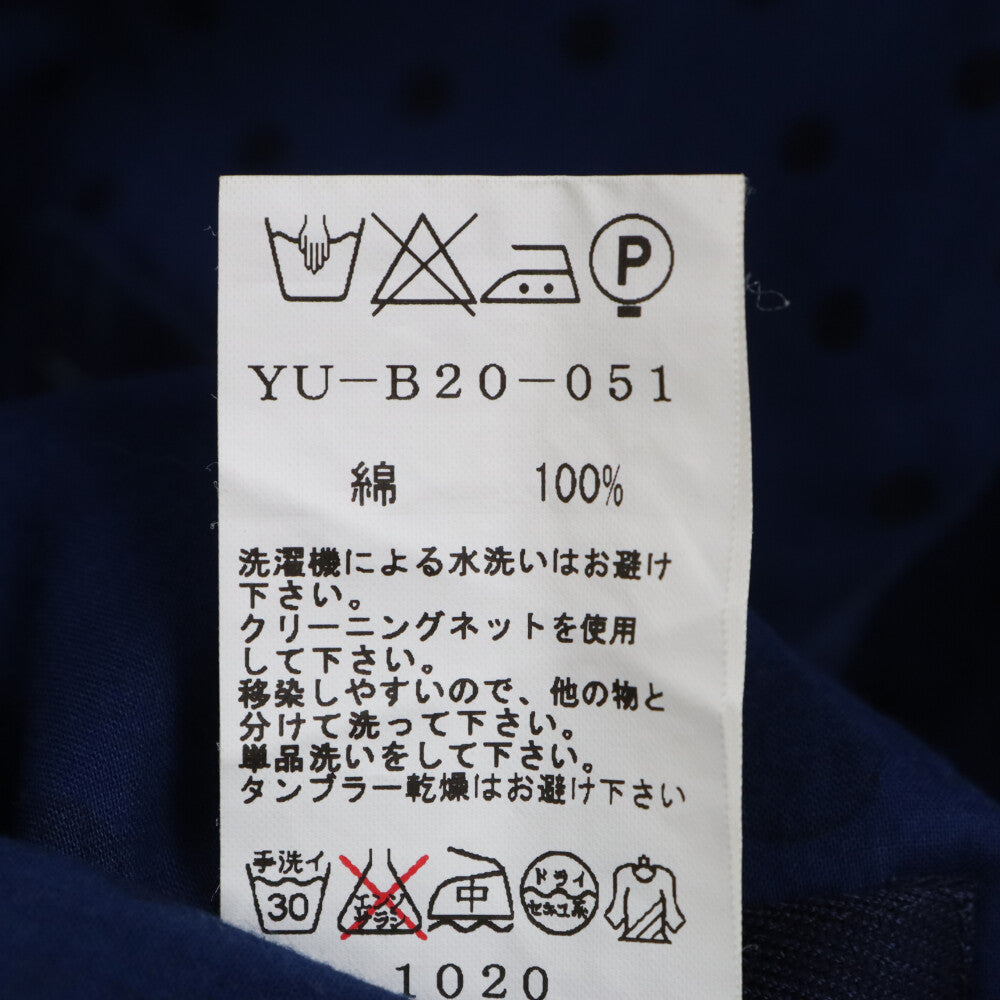 P
YU-B20-051
綿 100%
洗濯機による水洗いはお避け
下さい。
クリーニングネットを使用
して下さい。
移染しやすいので、他の物と
分けて洗って下さい。
単品洗いをして下さい。
タンブラー乾燥はお避け下さい
手洗イ 30
エンソ サラシ
中
ドライ セキユ系
1020